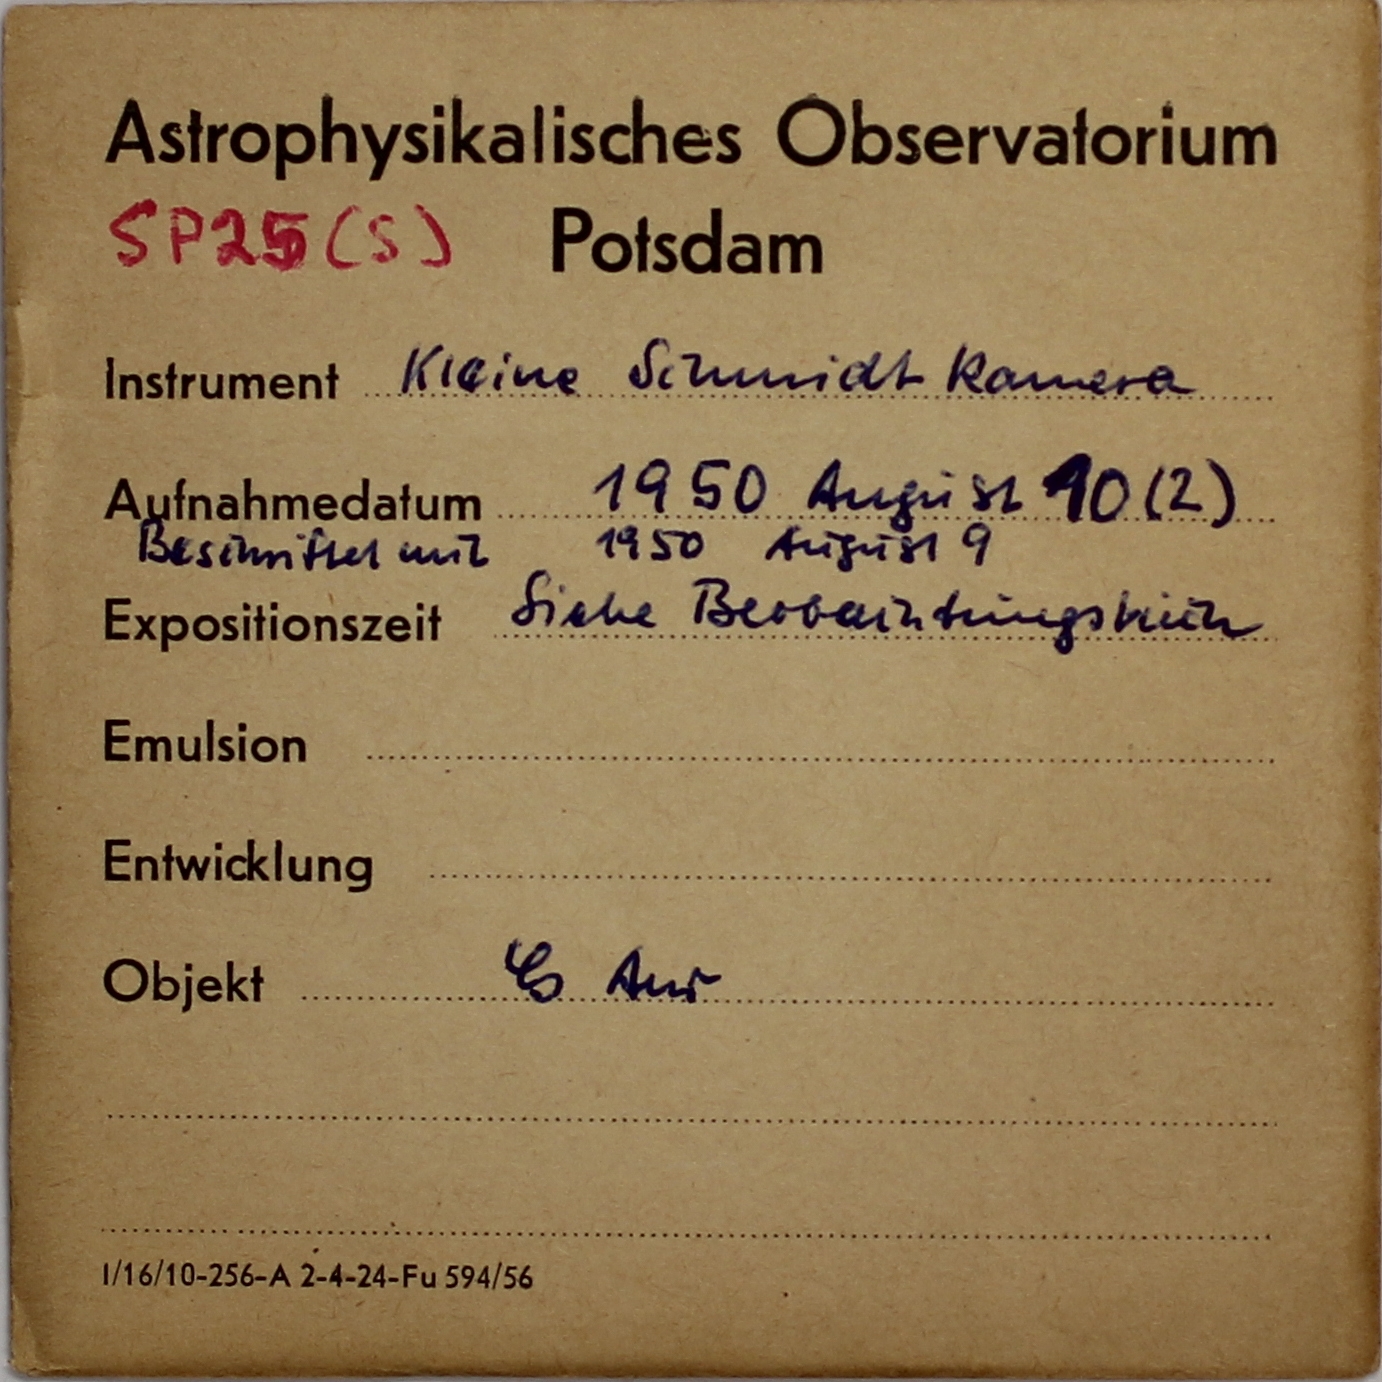 Astrophysikalisches Observatorium
SP25(S) Potsdam
Instrument Kleine Schmidt Kamera
Aufnahmedatum 1950 August 10(2)
Beschriftet mit 1950 August 9
Expositionszeit Siehe Beobachtungsbuch
Emulsion
Entwicklung
Objekt Aur
I/16/10-256-A 2-4-24-Fu 594/56